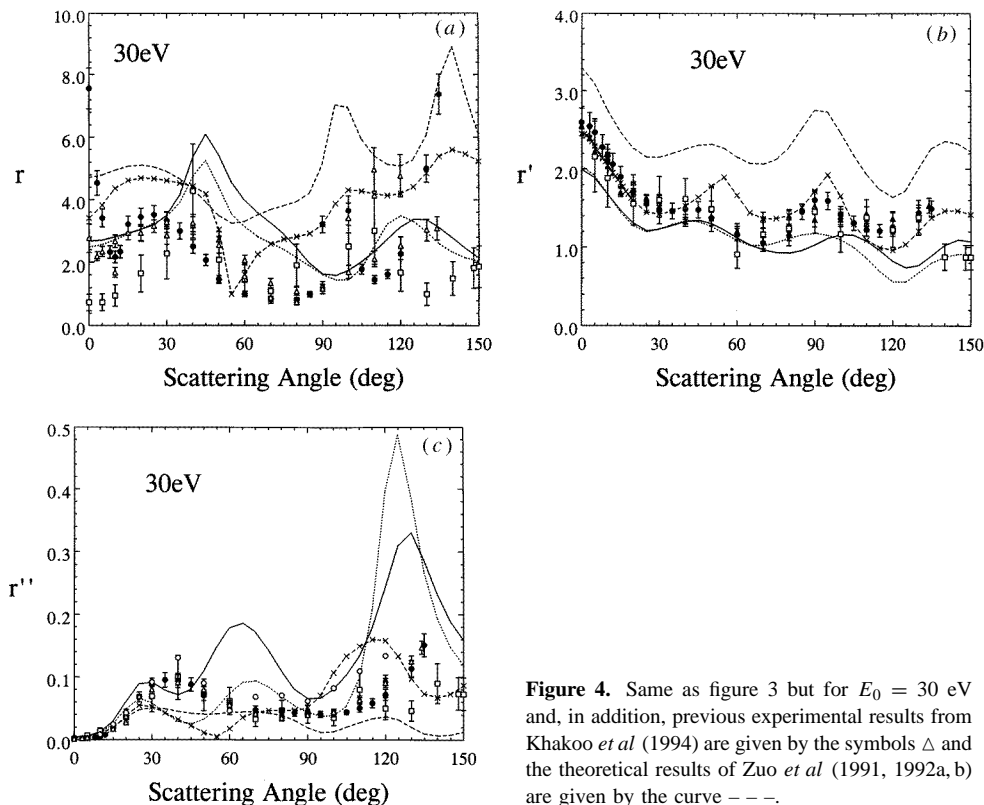 10.0
8.0
6.0
4.0
2.0
0.0
r
30eV
(a)
0 30 60 90 120 150
Scattering Angle (deg)
4.0
3.0
2.0
1.0
0.0
r'
30eV
(b)
0 30 60 90 120 150
Scattering Angle (deg)
0.5
0.4
0.3
0.2
0.1
0.0
r''
30eV
(c)
0 30 60 90 120 150
Scattering Angle (deg)
Figure 4. Same as figure 3 but for E₀ = 30 eV
and, in addition, previous experimental results from
Khakoo et al (1994) are given by the symbols △ and
the theoretical results of Zuo et al (1991, 1992a, b)
are given by the curve – – –.